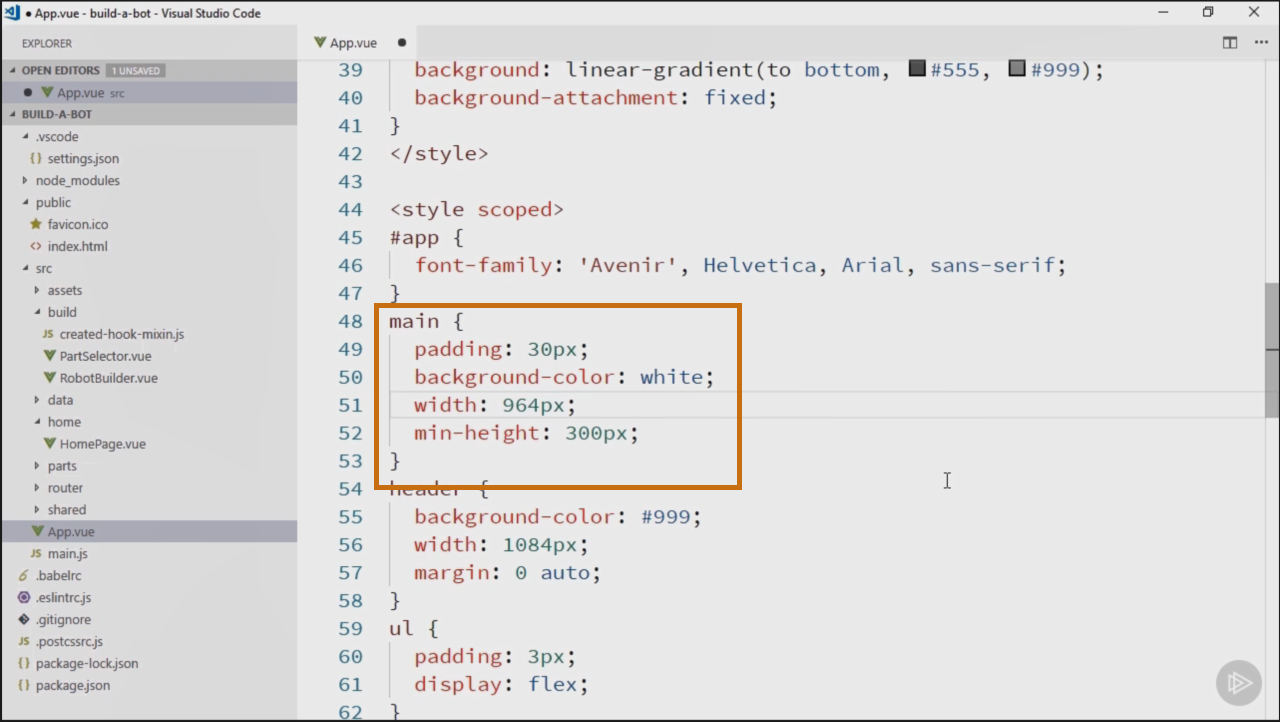 App.vue - build-a-bot - Visual Studio Code
EXPLORER
OPEN EDITORS 1 UNSAVED
App.vue src
BUILD-A-BOT
.vscode
{} settings.json
node_modules
public
favicon.ico
<> index.html
src
assets
build
JS created-hook-mixin.js
PartSelector.vue
RobotBuilder.vue
data
home
HomePage.vue
parts
router
shared
App.vue
JS main.js
.babelrc
.eslintrc.js
.gitignore
JS .postcssrc.js
{} package-lock.json
{} package.json
App.vue
39 background: linear-gradient(to bottom, #555, #999);
40 background-attachment: fixed;
41 }
42 </style>
43
44 <style scoped>
45 #app {
46 font-family: 'Avenir', Helvetica, Arial, sans-serif;
47 }
48 main {
49 padding: 30px;
50 background-color: white;
51 width: 964px;
52 min-height: 300px;
53 }
54 header {
55 background-color: #999;
56 width: 1084px;
57 margin: 0 auto;
58 }
59 ul {
60 padding: 3px;
61 display: flex;
62 }